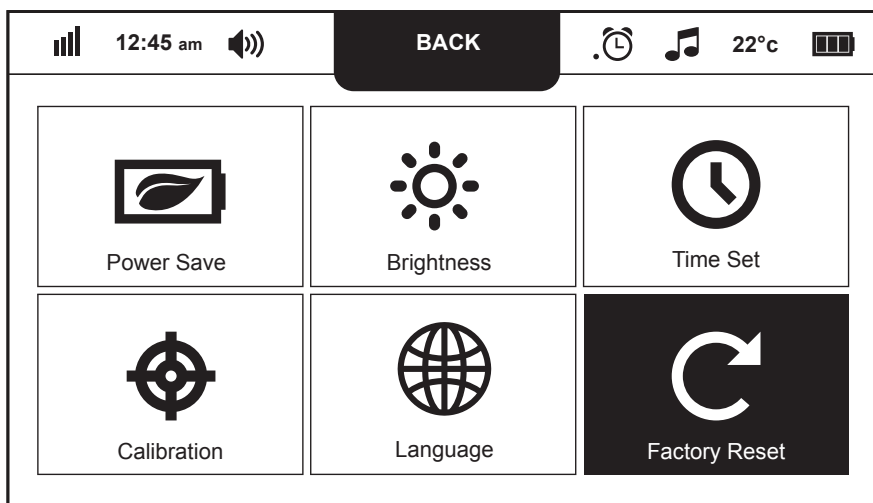 12:45 am BACK 22°c
Power Save Brightness Time Set
Calibration Language Factory Reset